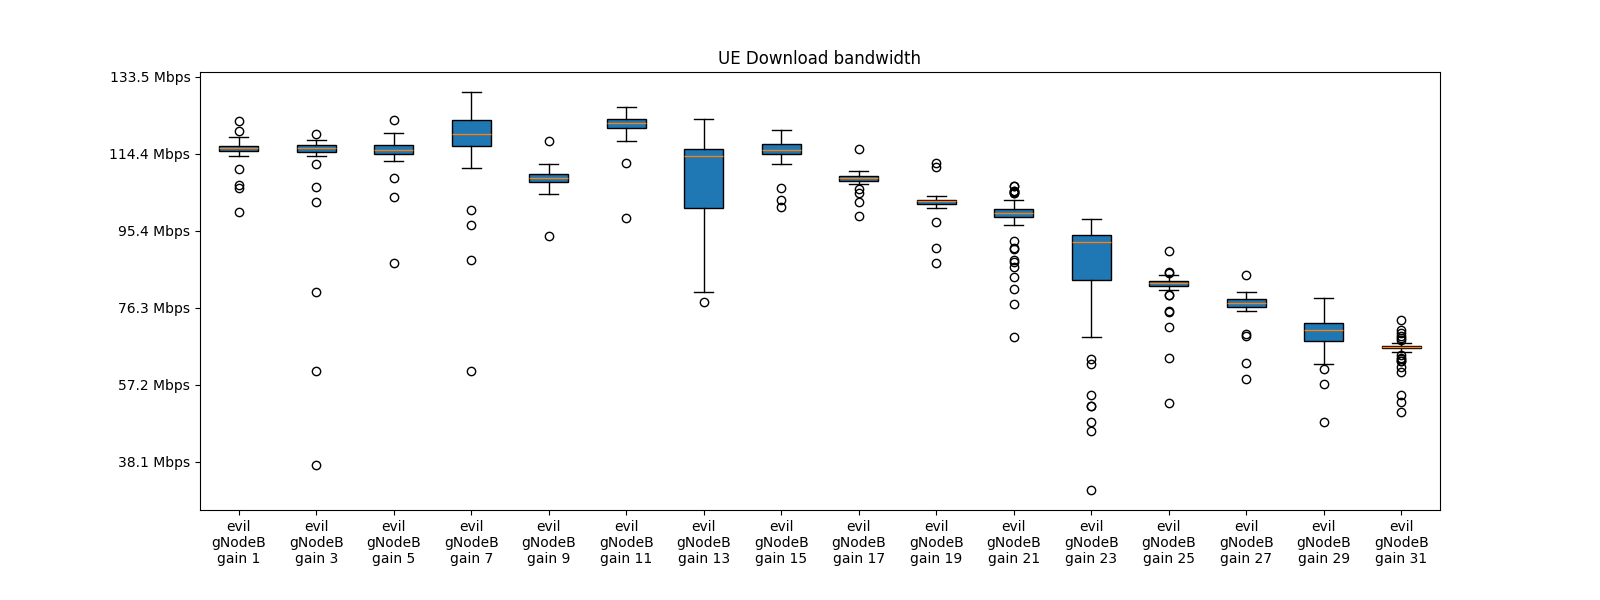 UE Download bandwidth
133.5 Mbps
114.4 Mbps
95.4 Mbps
76.3 Mbps
57.2 Mbps
38.1 Mbps
evil
gNodeB
gain 1
evil
gNodeB
gain 3
evil
gNodeB
gain 5
evil
gNodeB
gain 7
evil
gNodeB
gain 9
evil
gNodeB
gain 11
evil
gNodeB
gain 13
evil
gNodeB
gain 15
evil
gNodeB
gain 17
evil
gNodeB
gain 19
evil
gNodeB
gain 21
evil
gNodeB
gain 23
evil
gNodeB
gain 25
evil
gNodeB
gain 27
evil
gNodeB
gain 29
evil
gNodeB
gain 31